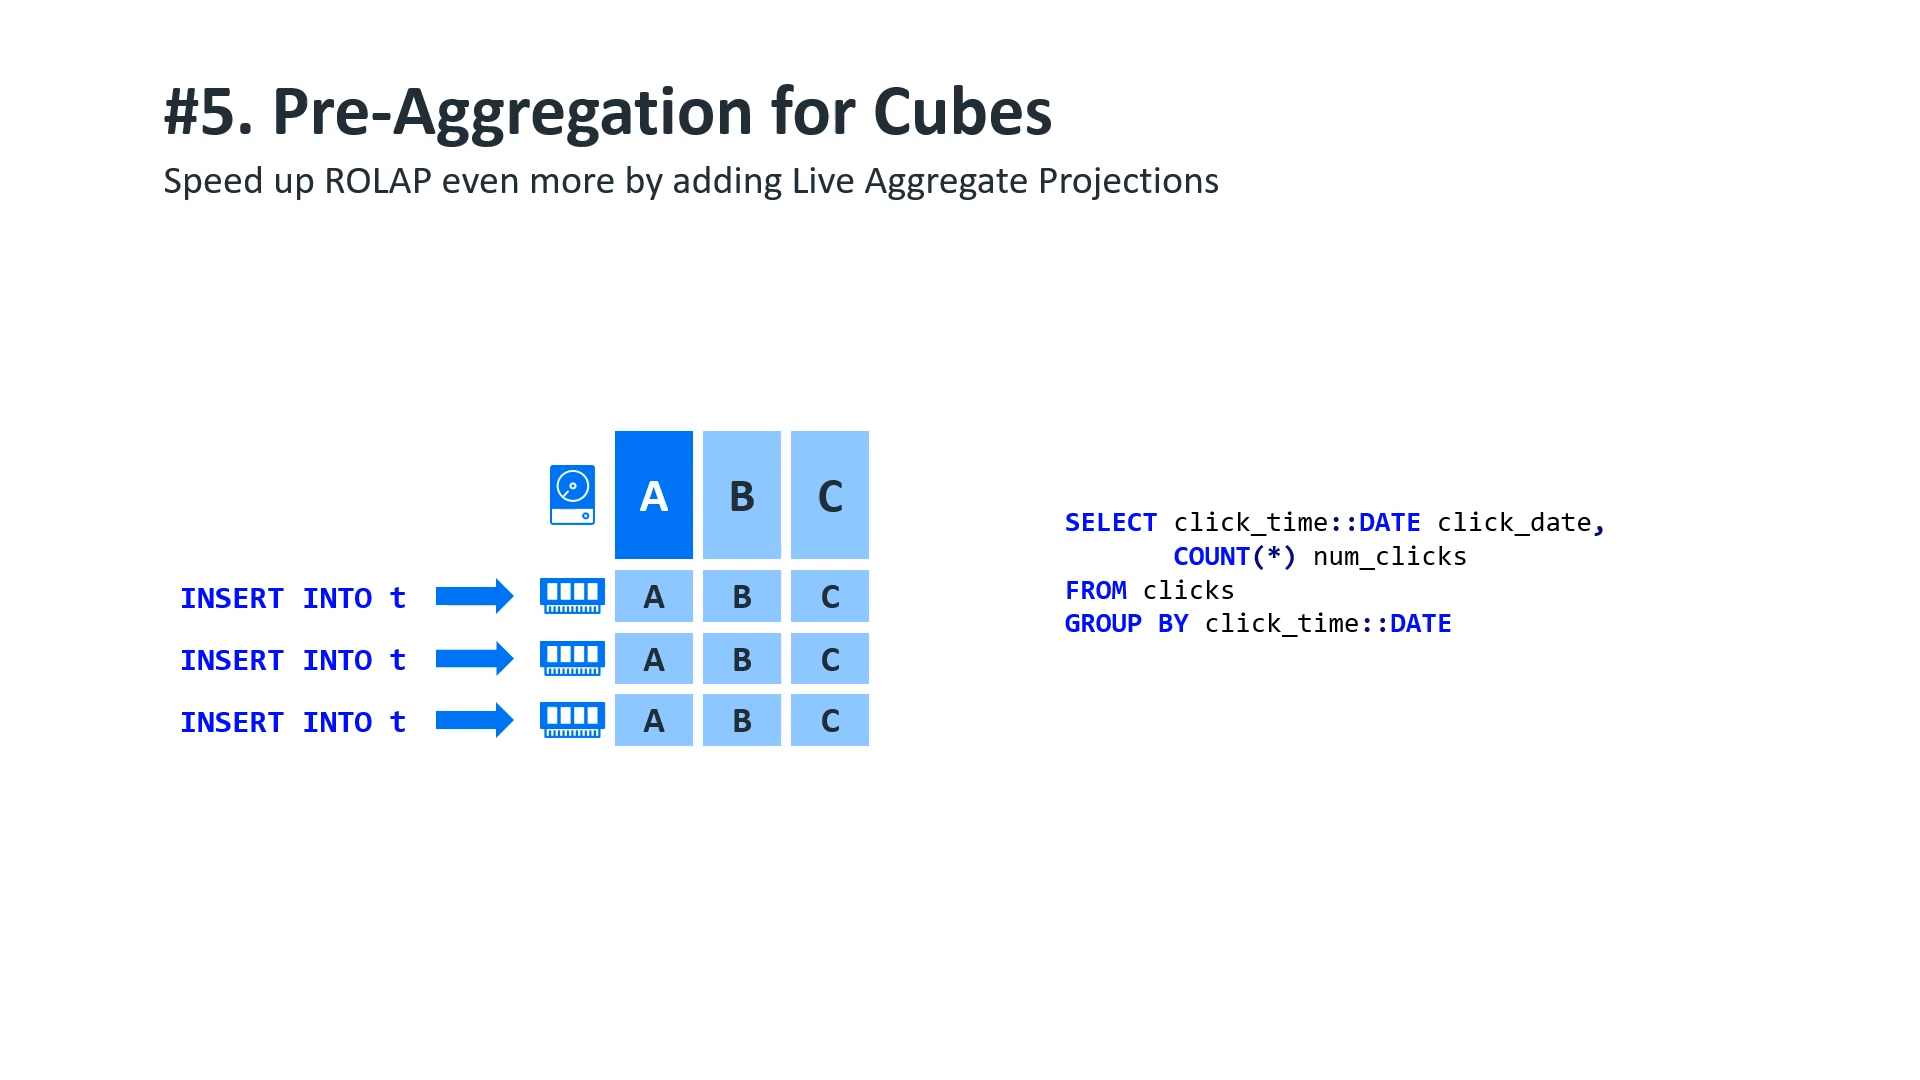 #5. Pre-Aggregation for Cubes
Speed up ROLAP even more by adding Live Aggregate Projections
A B C
INSERT INTO t A B C
INSERT INTO t A B C
INSERT INTO t A B C
SELECT click_time::DATE click_date,
COUNT(*) num_clicks
FROM clicks
GROUP BY click_time::DATE